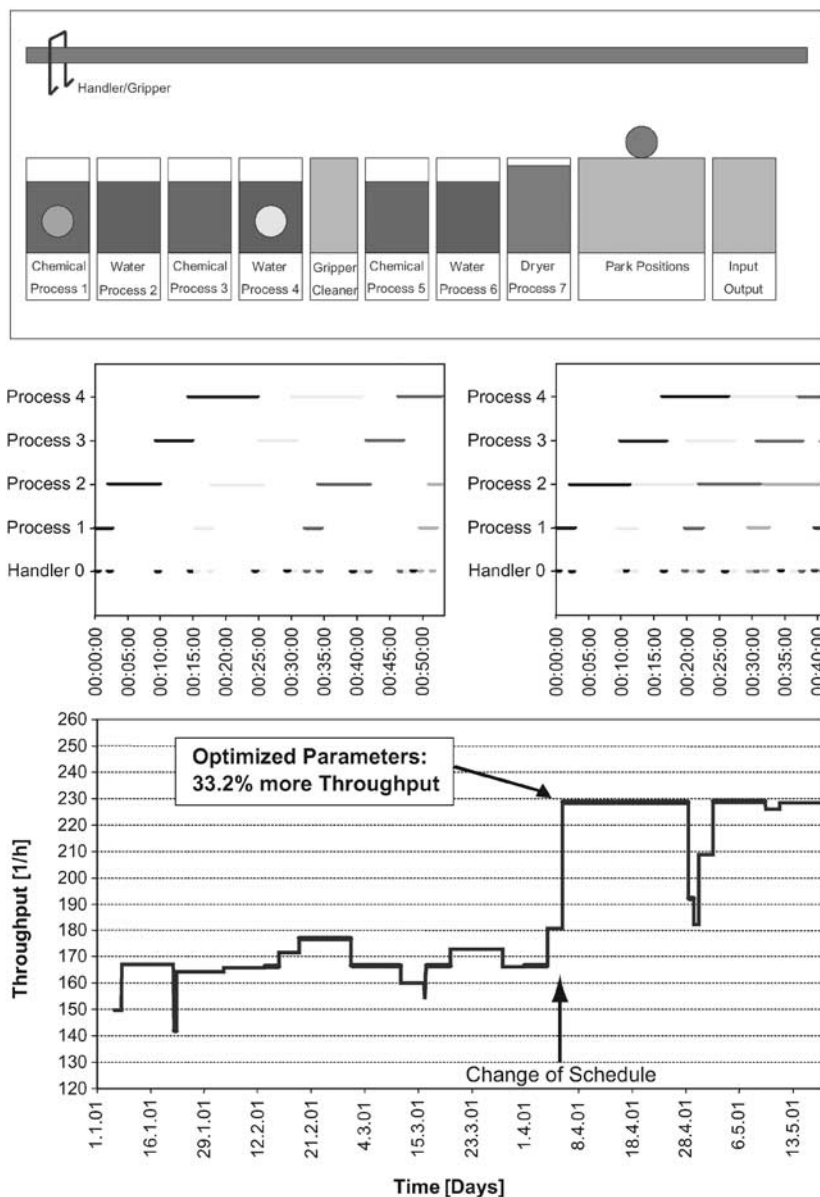 Handler/Gripper
Chemical Process 1
Water Process 2
Chemical Process 3
Water Process 4
Gripper Cleaner
Chemical Process 5
Water Process 6
Dryer Process 7
Park Positions
Input Output
Process 4
Process 3
Process 2
Process 1
Handler 0
00:00:00
00:05:00
00:10:00
00:15:00
00:20:00
00:25:00
00:30:00
00:35:00
00:40:00
00:45:00
00:50:00
Process 4
Process 3
Process 2
Process 1
Handler 0
00:00:00
00:05:00
00:10:00
00:15:00
00:20:00
00:25:00
00:30:00
00:35:00
00:40:00
Throughput [1/h]
260
250
240
230
220
210
200
190
180
170
160
150
140
130
120
Optimized Parameters:
33.2% more Throughput
Change of Schedule
1.1.01
16.1.01
29.1.01
12.2.01
21.2.01
4.3.01
15.3.01
23.3.01
1.4.01
8.4.01
18.4.01
28.4.01
6.5.01
13.5.01
Time [Days]